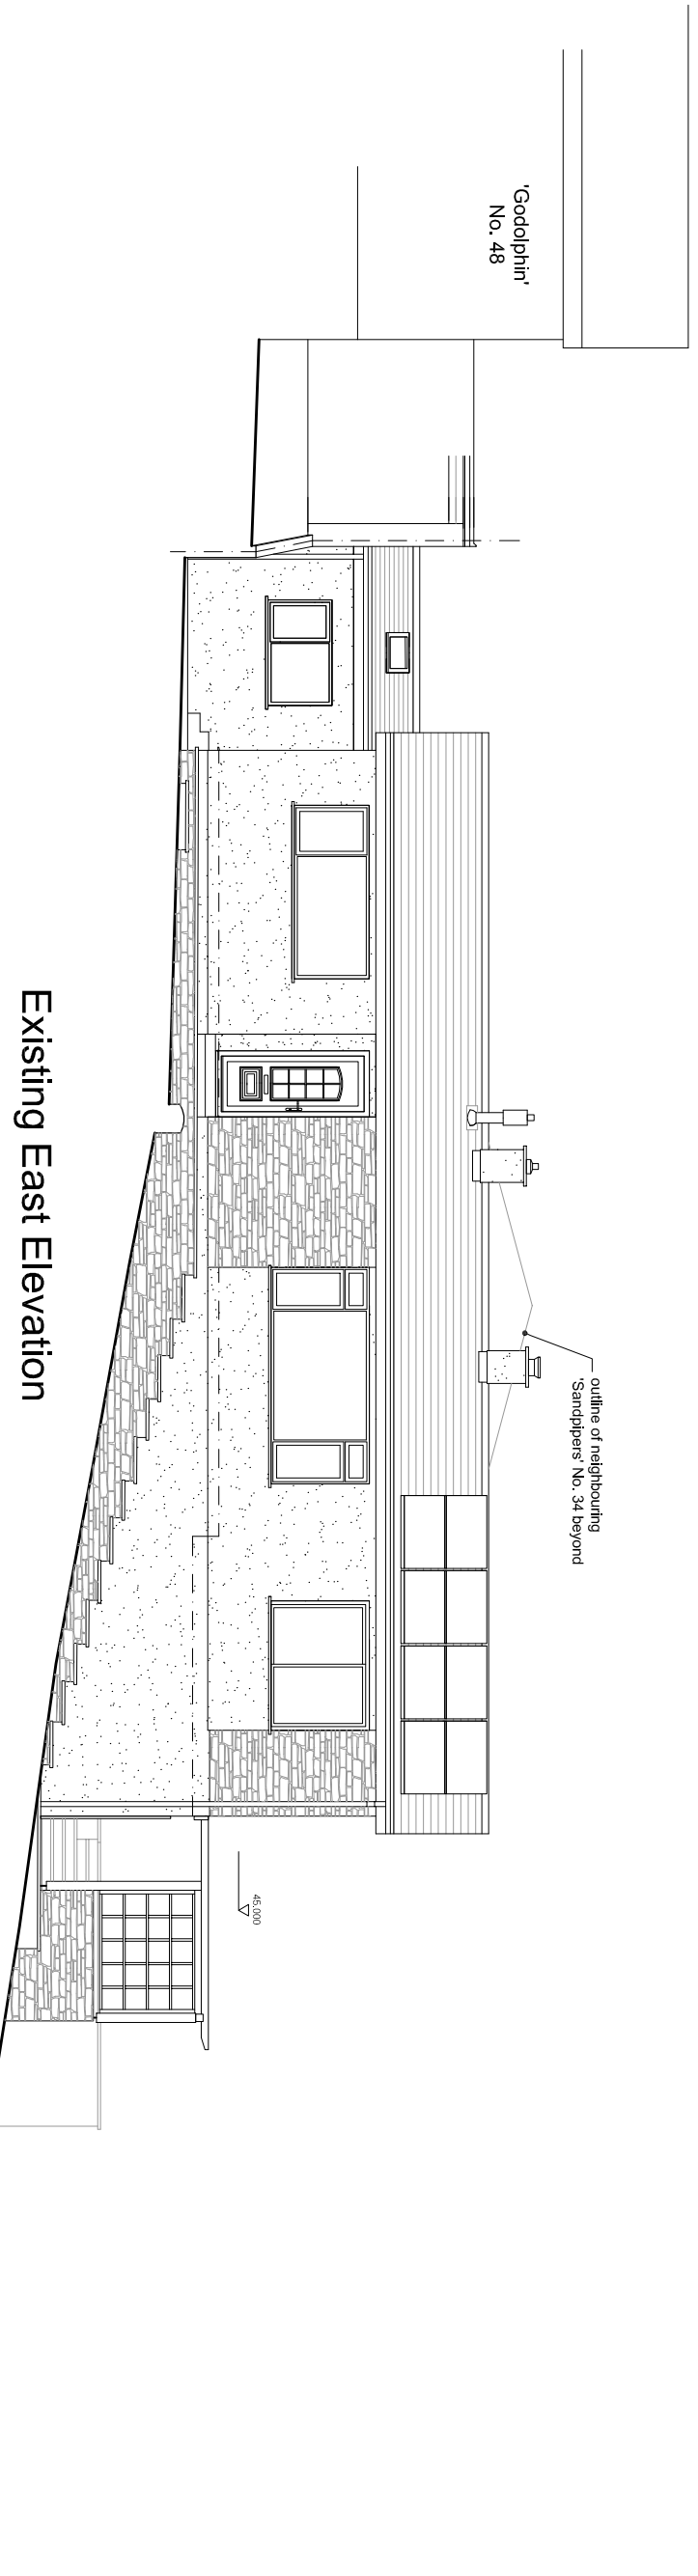 'Godolphin'
No. 48
outline of neighbouring
'Sandpipers' No. 34 beyond
45.000
Existing East Elevation